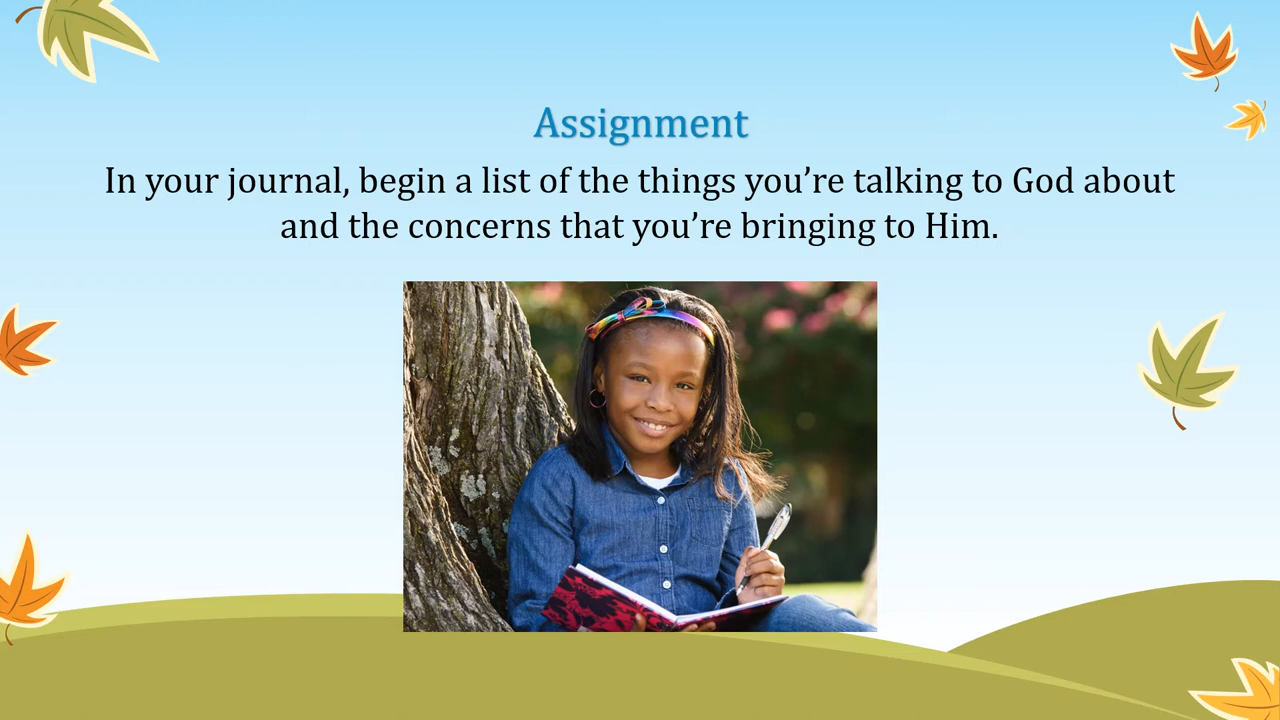 Assignment
In your journal, begin a list of the things you’re talking to God about
and the concerns that you’re bringing to Him.